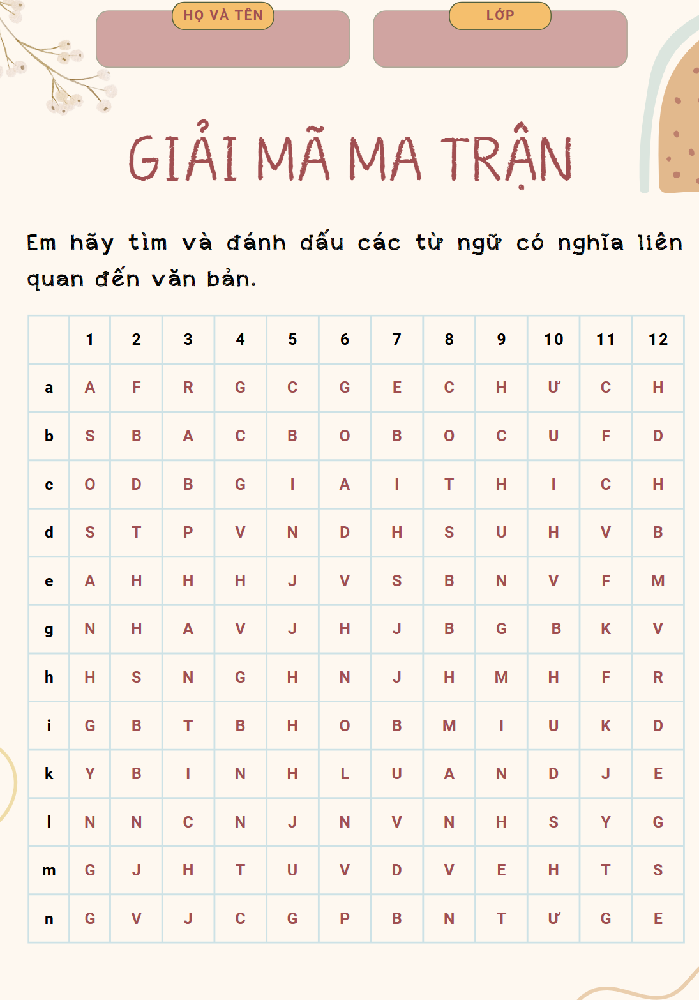 HỌ VÀ TÊN
LỚP
GIẢI MÃ MA TRẬN
Em hãy tìm và đánh dấu các từ ngữ có nghĩa liên
quan đến văn bản.
1 2 3 4 5 6 7 8 9 10 11 12
a A F R G C G E C H Ư C H
b S B A C B O B O C U F D
c O D B G I A I T H I C H
d S T P V N D H S U H V B
e A H H H J V S B N V F M
g N H A V J H J B G B K V
h H S N G H N J H M H F R
i G B T B H O B M I U K D
k Y B I N H L U A N D J E
l N N C N J N V N H S Y G
m G J H T U V D V E H T S
n G V J C G P B N T Ư G E